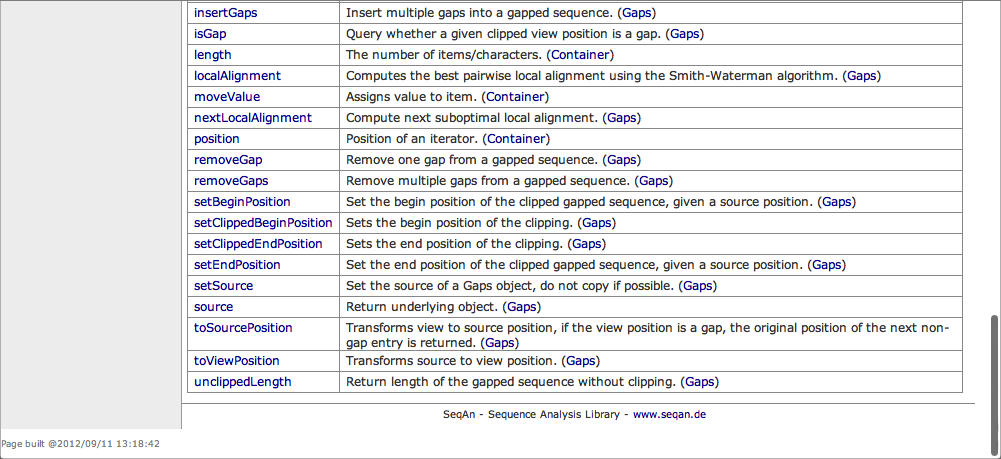 insertGaps Insert multiple gaps into a gapped sequence. (Gaps)
isGap Query whether a given clipped view position is a gap. (Gaps)
length The number of items/characters. (Container)
localAlignment Computes the best pairwise local alignment using the Smith-Waterman algorithm. (Gaps)
moveValue Assigns value to item. (Container)
nextLocalAlignment Compute next suboptimal local alignment. (Gaps)
position Position of an iterator. (Container)
removeGap Remove one gap from a gapped sequence. (Gaps)
removeGaps Remove multiple gaps from a gapped sequence. (Gaps)
setBeginPosition Set the begin position of the clipped gapped sequence, given a source position. (Gaps)
setClippedBeginPosition Sets the begin position of the clipping. (Gaps)
setClippedEndPosition Sets the end position of the clipping. (Gaps)
setEndPosition Set the end position of the clipped gapped sequence, given a source position. (Gaps)
setSource Set the source of a Gaps object, do not copy if possible. (Gaps)
source Return underlying object. (Gaps)
toSourcePosition Transforms view to source position, if the view position is a gap, the original position of the next non-
gap entry is returned. (Gaps)
toViewPosition Transforms source to view position. (Gaps)
unclippedLength Return length of the gapped sequence without clipping. (Gaps)
SeqAn - Sequence Analysis Library - www.seqan.de
Page built @2012/09/11 13:18:42